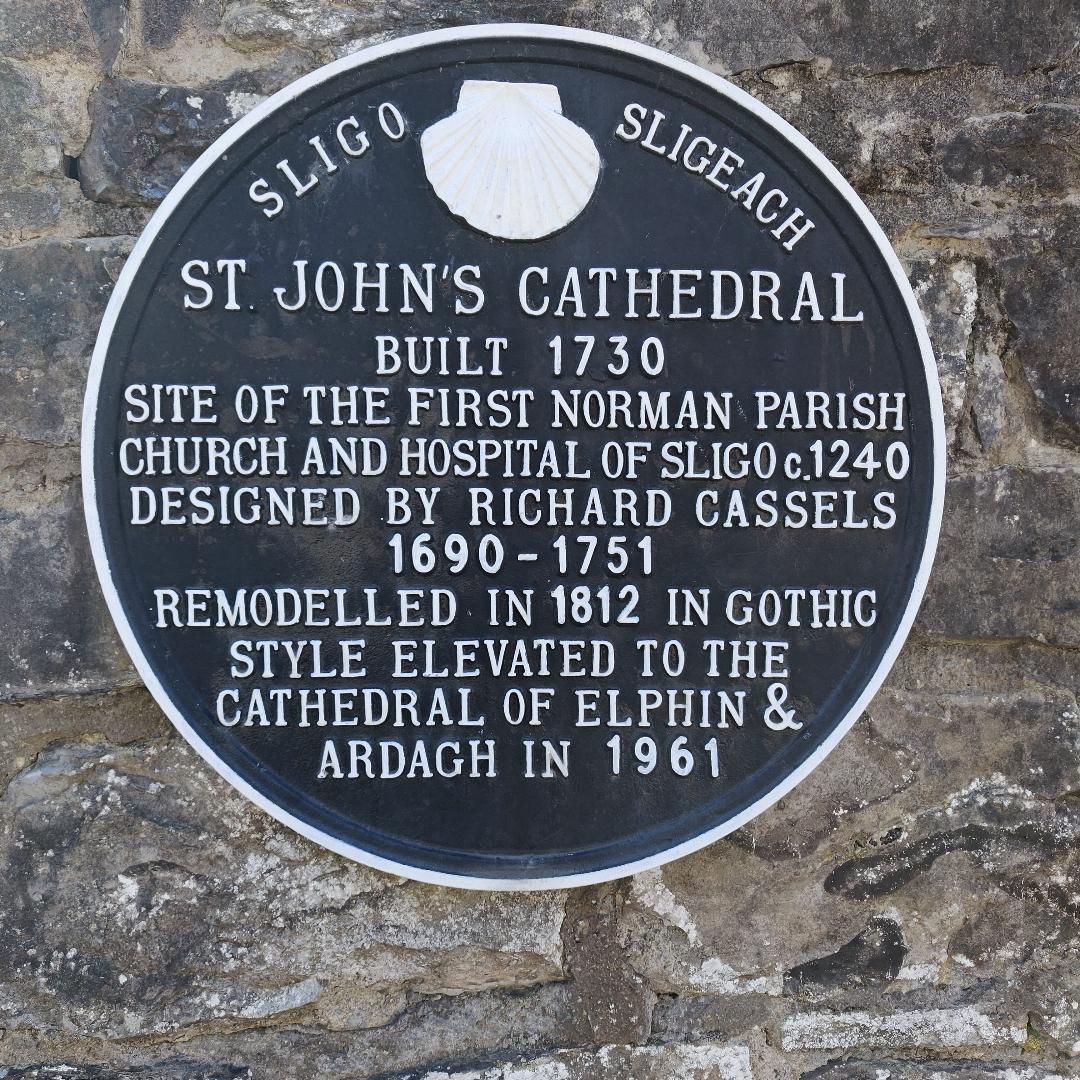 SLIGO SLIGEACH
ST. JOHN'S CATHEDRAL
BUILT 1730
SITE OF THE FIRST NORMAN PARISH
CHURCH AND HOSPITAL OF SLIGO c.1240
DESIGNED BY RICHARD CASSELS
1690-1751
REMODELLED IN 1812 IN GOTHIC
STYLE ELEVATED TO THE
CATHEDRAL OF ELPHIN &
ARDAGH IN 1961